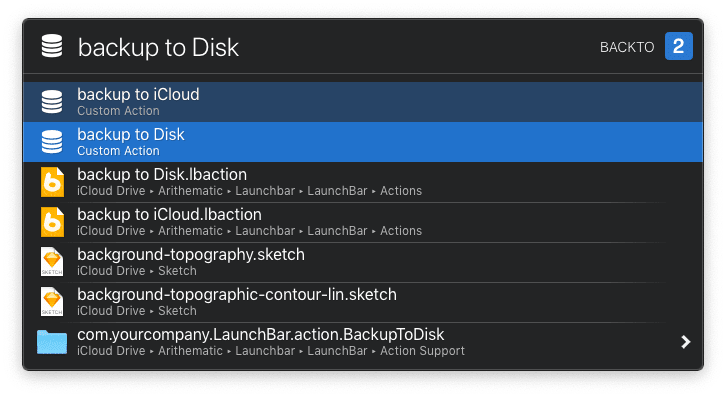 backup to Disk
BACKTO 2
backup to iCloud
Custom Action
backup to Disk
Custom Action
backup to Disk.lbaction
iCloud Drive ▸ Arithematic ▸ Launchbar ▸ LaunchBar ▸ Actions
backup to iCloud.lbaction
iCloud Drive ▸ Arithematic ▸ Launchbar ▸ LaunchBar ▸ Actions
background-topography.sketch
SKETCH
iCloud Drive ▸ Sketch
background-topographic-contour-lin.sketch
SKETCH
iCloud Drive ▸ Sketch
com.yourcompany.LaunchBar.action.BackupToDisk
iCloud Drive ▸ Arithematic ▸ Launchbar ▸ LaunchBar ▸ Action Support